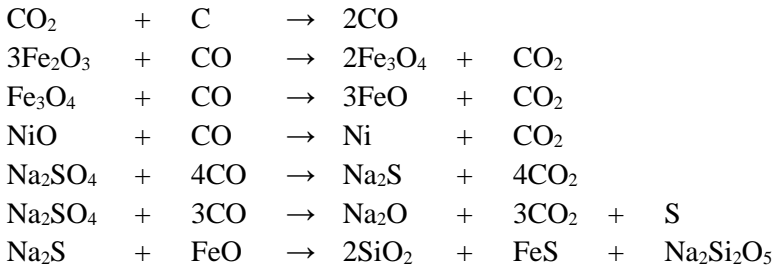 CO₂ + C → 2CO
3Fe₂O₃ + CO → 2Fe₃O₄ + CO₂
Fe₃O₄ + CO → 3FeO + CO₂
NiO + CO → Ni + CO₂
Na₂SO₄ + 4CO → Na₂S + 4CO₂
Na₂SO₄ + 3CO → Na₂O + 3CO₂ + S
Na₂S + FeO → 2SiO₂ + FeS + Na₂Si₂O₅